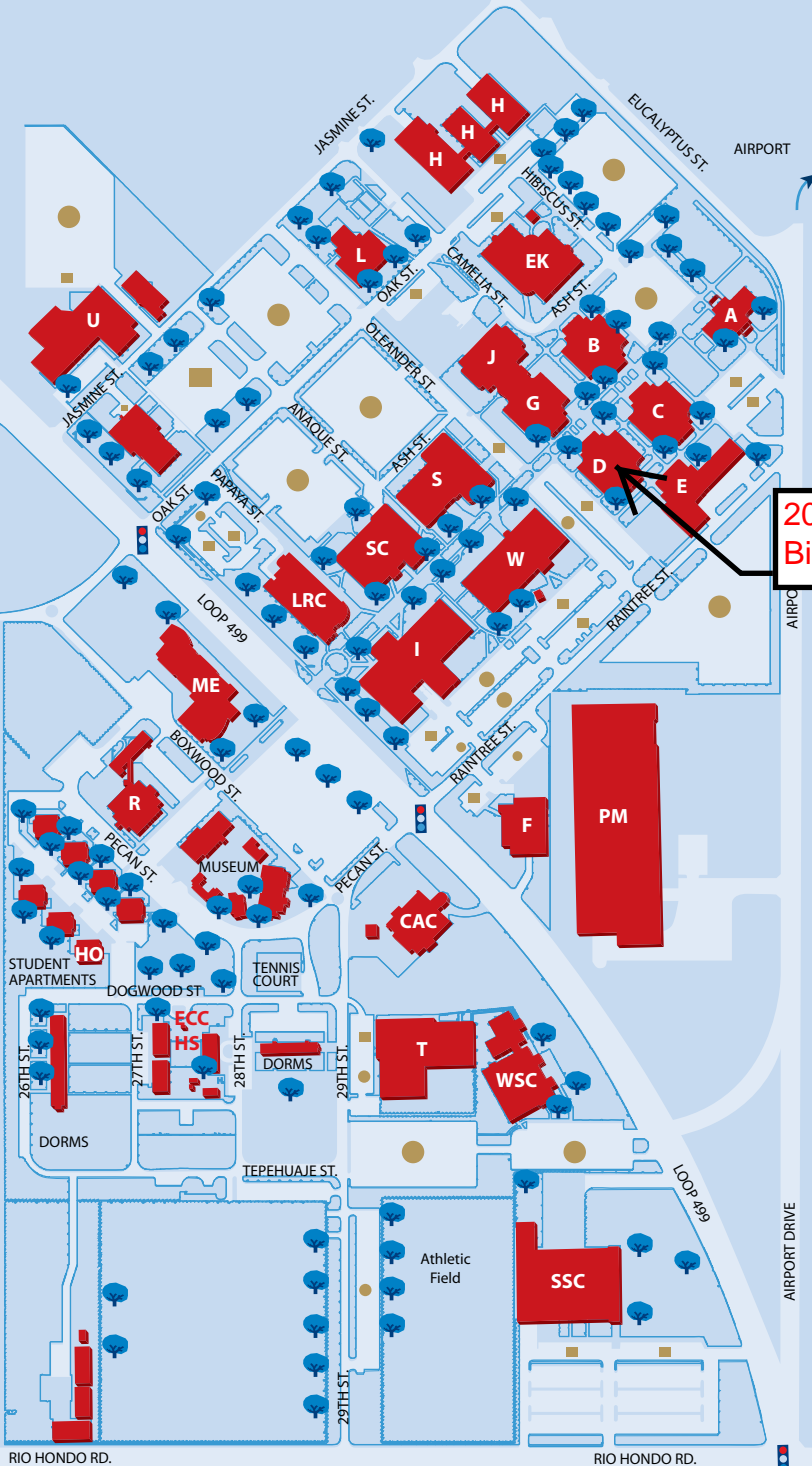 JASMINE ST.
EUCALYPTUS ST.
AIRPORT
H
H
H
HIBISCUS ST.
L
OAK ST.
CAMELIA ST.
EK
ASH ST.
A
U
B
J
OLEANDER ST.
G
C
JASMINE ST.
ANAQUE ST.
ASH ST.
D
E
S
OAK ST.
PAPAYA ST.
20
Bi
SC
W
LRC
RAINTREE ST.
LOOP 499
I
ME
BOXWOOD ST.
RAINTREE ST.
R
F
PM
PECAN ST.
MUSEUM
PECAN ST.
CAC
HO
STUDENT
APARTMENTS
TENNIS
COURT
DOGWOOD ST
ECC
HS
26TH ST.
27TH ST.
28TH ST.
DORMS
29TH ST.
T
WSC
DORMS
TEPEHUAJE ST.
LOOP 499
AIRPORT DRIVE
Athletic
Field
SSC
29TH ST.
RIO HONDO RD.
RIO HONDO RD.